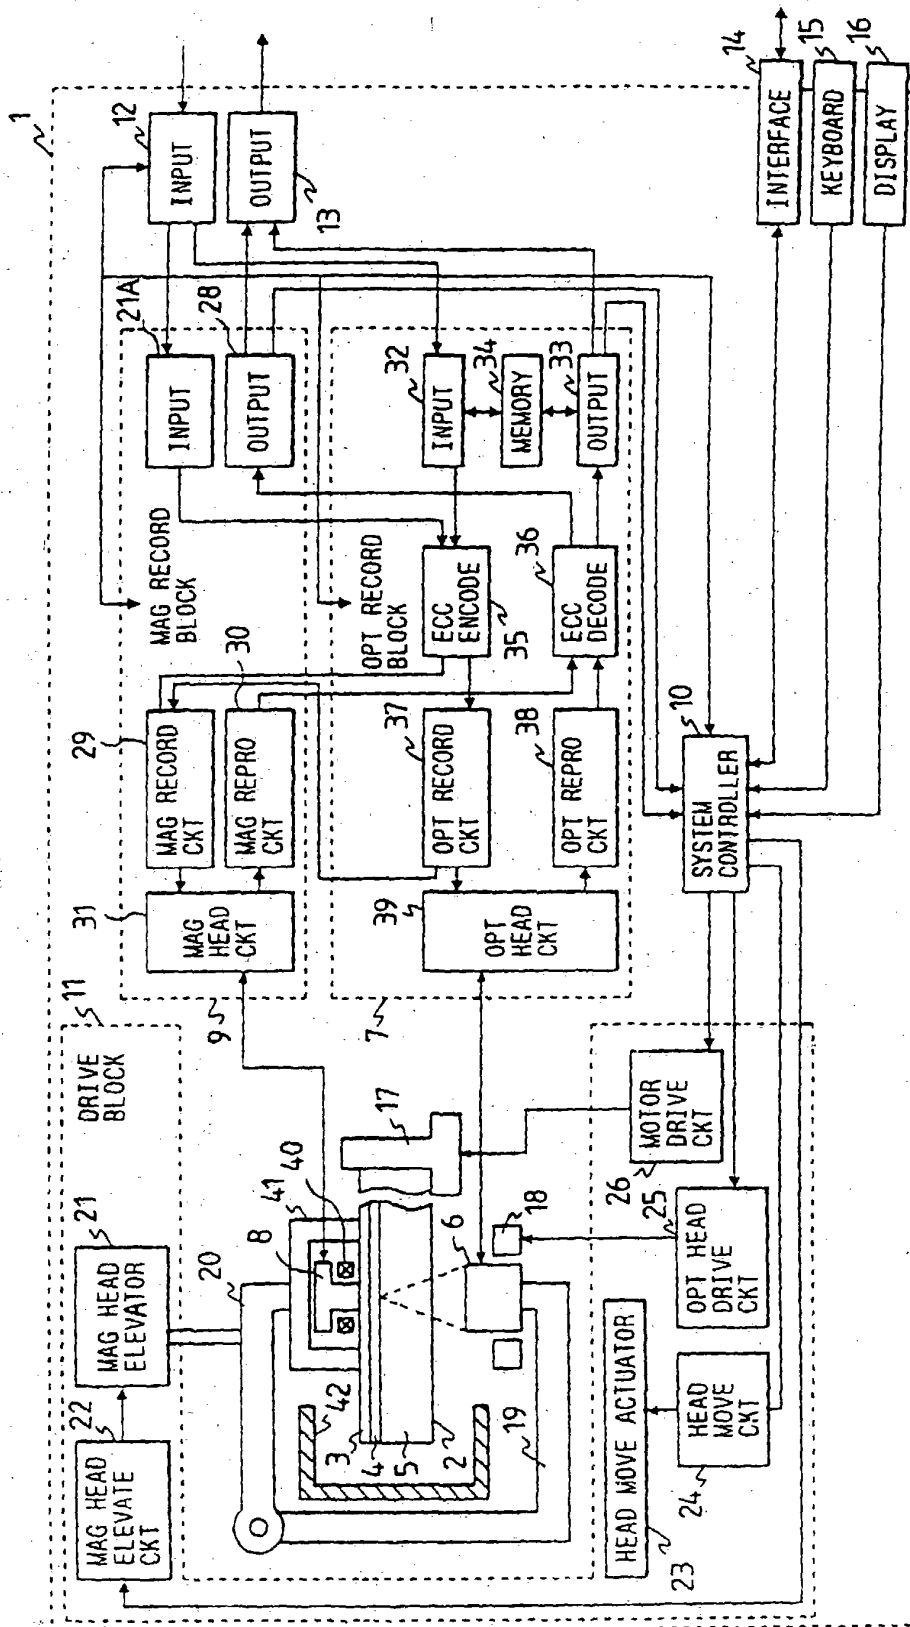 1
11
DRIVE
BLOCK
22
MAG HEAD
ELEVATE
CKT
21
MAG HEAD
ELEVATOR
20
41
8
40
17
3
42
4
5
2
6
18
19
9
31
MAG HEAD
CKT
29
MAG RECORD
CKT
30
MAG REPRO
CKT
MAG RECORD
BLOCK
21A
INPUT
28
OUTPUT
12
INPUT
OUTPUT
13
7
39
OPT HEAD
CKT
37
OPT RECORD
CKT
38
OPT REPRO
CKT
OPT RECORD
BLOCK
ECC
ENCODE
35
36
ECC
DECODE
32
INPUT
34
MEMORY
33
OUTPUT
10
SYSTEM
CONTROLLER
14
INTERFACE
15
KEYBOARD
16
DISPLAY
MOTOR
DRIVE
CKT
26
25
OPT HEAD
DRIVE
CKT
HEAD
MOVE
CKT
24
HEAD MOVE ACTUATOR
23